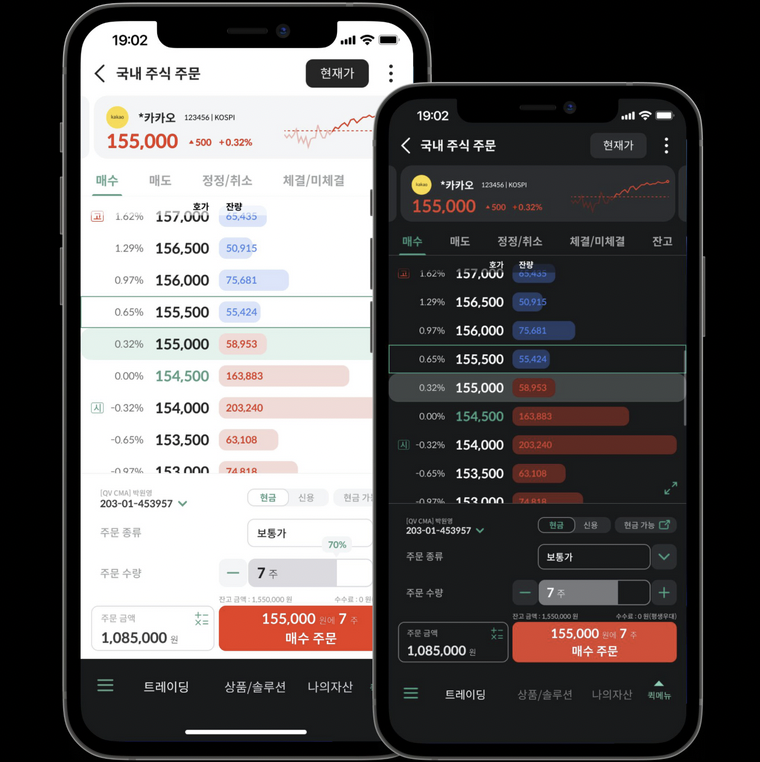 19:02
국내 주식 주문
현재가
kakao
*카카오 123456 | KOSPI
155,000 ▲500 +0.32%
매수 매도 정정/취소 체결/미체결
호가 잔량
고 1.62% 157,000 65,435
1.29% 156,500 50,915
0.97% 156,000 75,681
0.65% 155,500 55,424
0.32% 155,000 58,953
0.00% 154,500 163,883
시 -0.32% 154,000 203,240
-0.65% 153,500 63,108
-0.97% 153,000 74,818
[QV CMA] 박원명
203-01-453957
현금 신용 현금 가능
주문 종류 보통가
70%
주문 수량 7 주
잔고 금액 : 1,550,000 원 수수료 : 0 원
주문 금액
1,085,000 원
155,000 원에 7 주
매수 주문
트레이딩 상품/솔루션 나의자산
19:02
국내 주식 주문
현재가
kakao
*카카오 123456 | KOSPI
155,000 ▲500 +0.32%
매수 매도 정정/취소 체결/미체결 잔고
호가 잔량
고 1.62% 157,000 65,435
1.29% 156,500 50,915
0.97% 156,000 75,681
0.65% 155,500 55,424
0.32% 155,000 58,953
0.00% 154,500 163,883
시 -0.32% 154,000 203,240
-0.65% 153,500 63,108
-0.97% 153,000 74,818
[QV CMA] 박원명
203-01-453957
현금 신용 현금 가능
주문 종류 보통가
주문 수량 7 주
잔고 금액 : 1,550,000 원 수수료 : 0 원(평생우대)
주문 금액
1,085,000 원
155,000 원에 7 주
매수 주문
트레이딩 상품/솔루션 나의자산 퀵메뉴